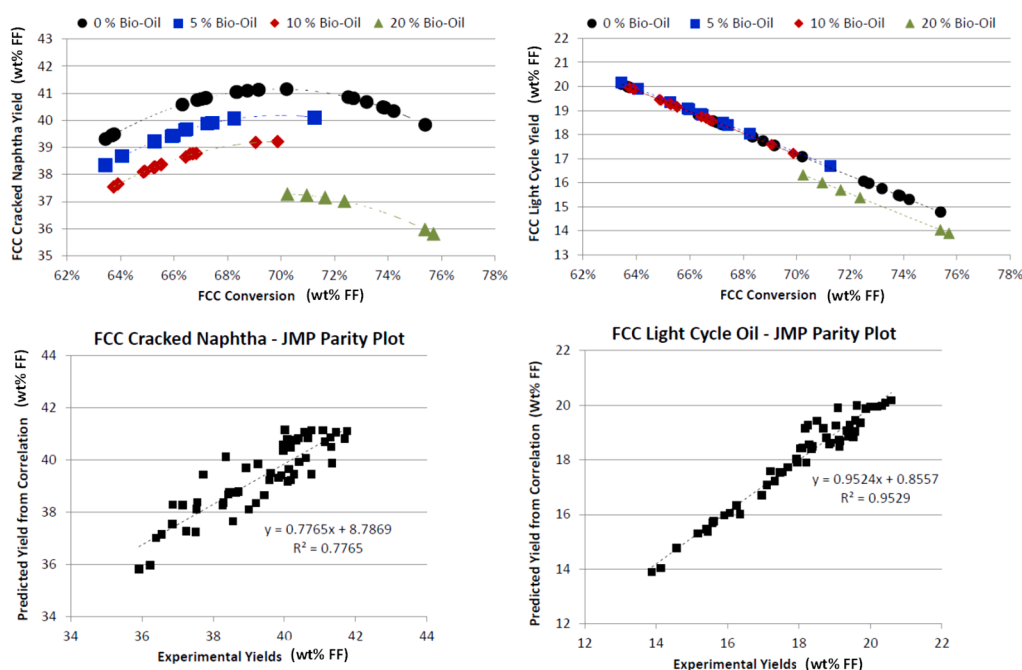 ● 0 % Bio-Oil ■ 5 % Bio-Oil ◆ 10 % Bio-Oil ▲ 20 % Bio-Oil
FCC Cracked Naphtha Yield (wt% FF)
43
42
41
40
39
38
37
36
35
62% 64% 66% 68% 70% 72% 74% 76% 78%
FCC Conversion (wt% FF)
● 0 % Bio-Oil ■ 5 % Bio-Oil ◆ 10 % Bio-Oil ▲ 20 % Bio-Oil
FCC Light Cycle Oil Yield (wt% FF)
22
21
20
19
18
17
16
15
14
13
62% 64% 66% 68% 70% 72% 74% 76% 78%
FCC Conversion (wt% FF)
FCC Cracked Naphtha - JMP Parity Plot
Predicted Yield from Correlation (Wt% FF)
44
42
40
38
36
34
y = 0.7765x + 8.7869
R² = 0.7765
34 36 38 40 42 44
Experimental Yields (wt% FF)
FCC Light Cycle Oil - JMP Parity Plot
Predicted Yield from Correlation (Wt% FF)
22
20
18
16
14
12
y = 0.9524x + 0.8557
R² = 0.9529
12 14 16 18 20 22
Experimental Yields (wt% FF)